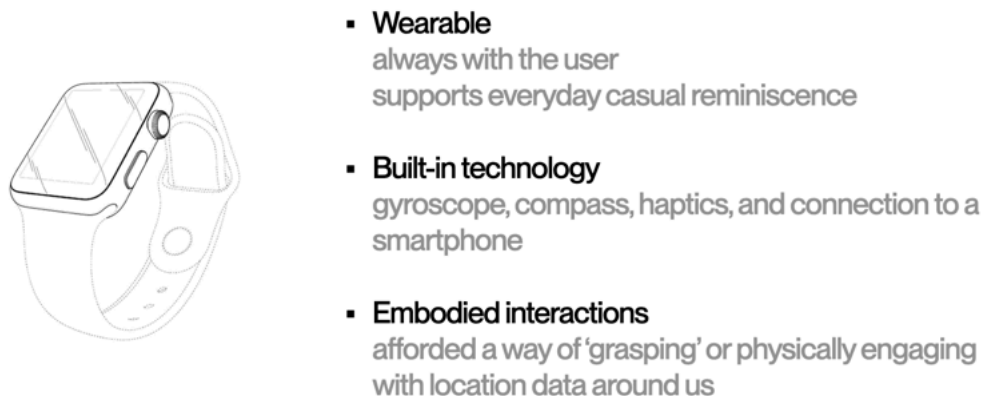 ▪ Wearable
always with the user
supports everyday casual reminiscence
▪ Built-in technology
gyroscope, compass, haptics, and connection to a
smartphone
▪ Embodied interactions
afforded a way of ‘grasping’ or physically engaging
with location data around us